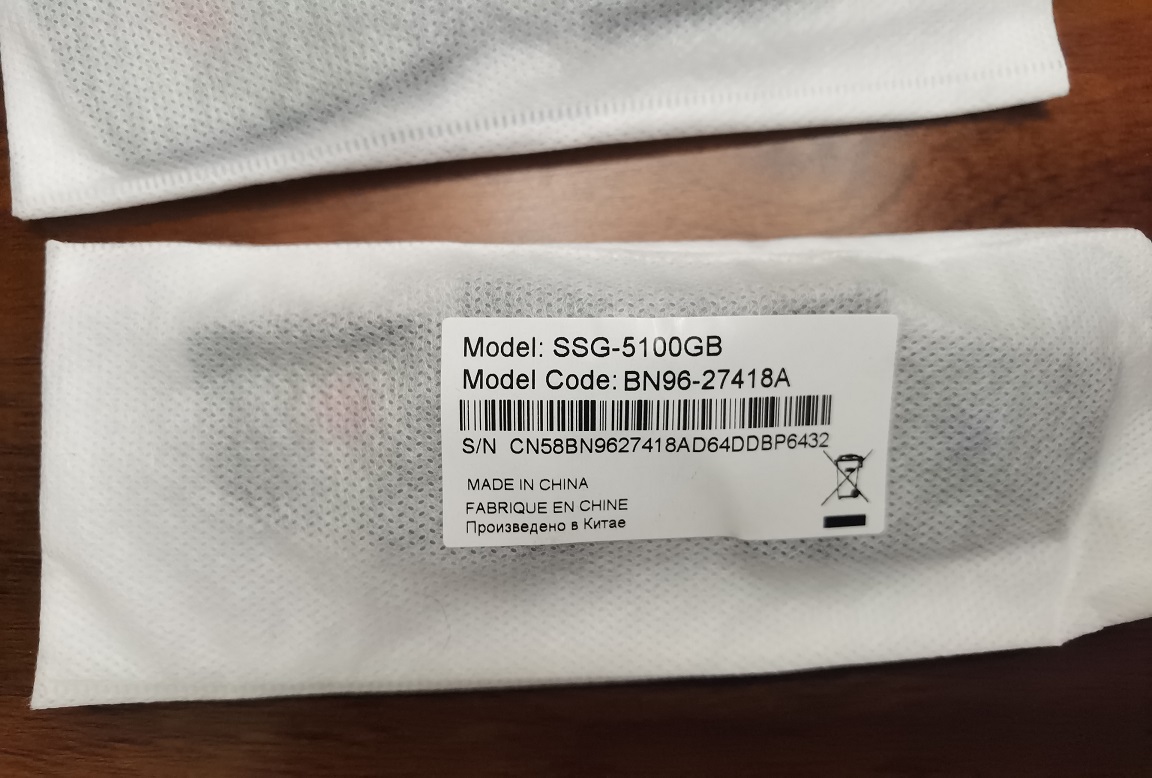 Model: SSG-5100GB
Model Code: BN96-27418A
S/N CN58BN9627418AD64DDBP6432
MADE IN CHINA
FABRIQUE EN CHINE
Произведено в Китае